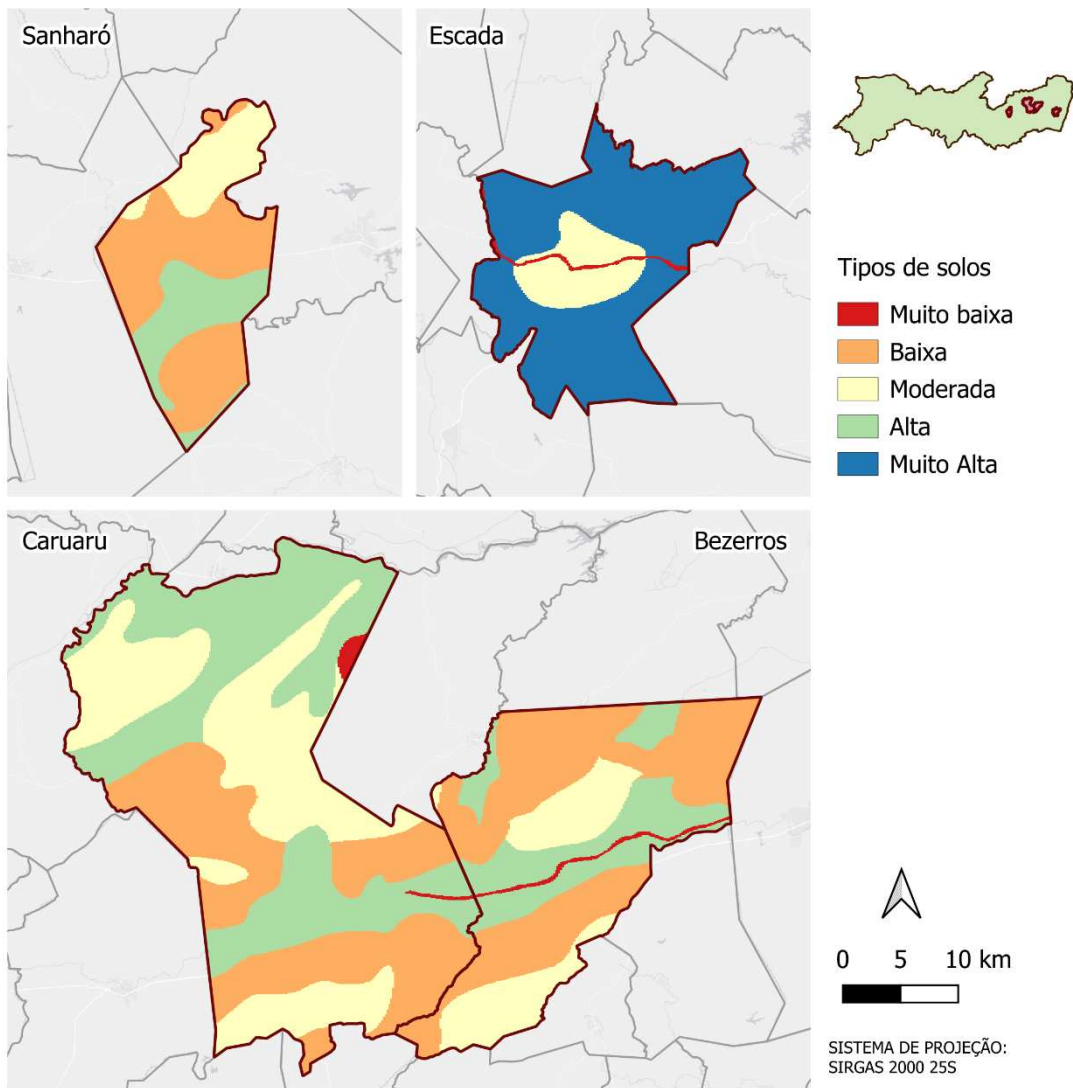 Sanharó
Escada
Tipos de solos
Muito baixa
Baixa
Moderada
Alta
Muito Alta
Caruaru
Bezerros
0 5 10 km
SISTEMA DE PROJEÇÃO:
SIRGAS 2000 25S